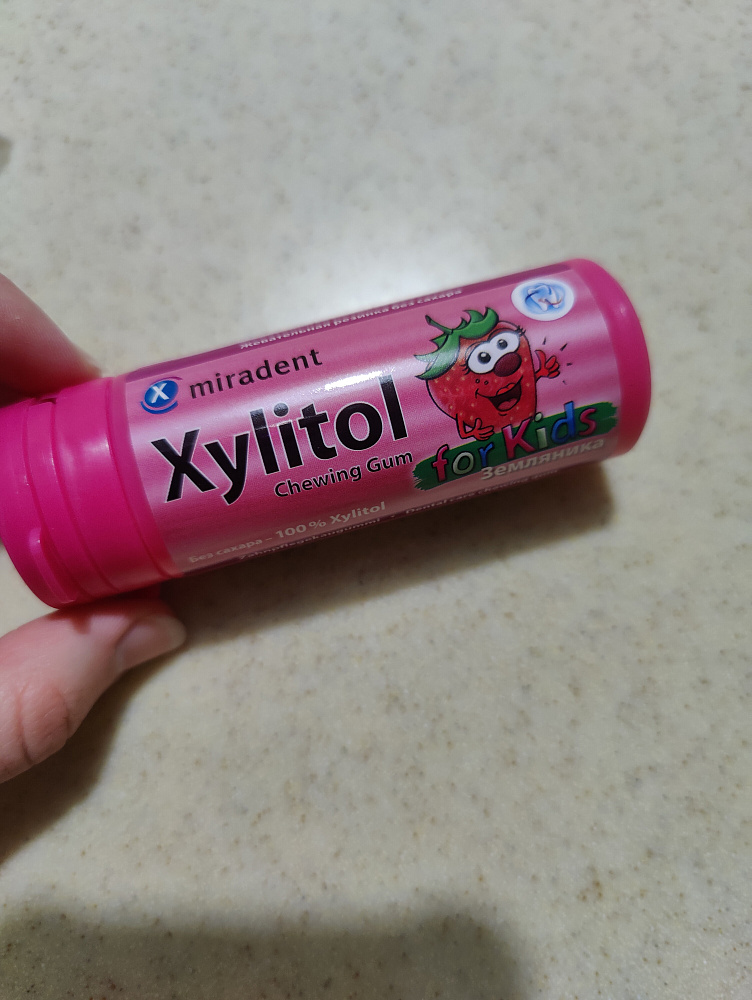 Жевательная резинка без сахара
X miradent
Xylitol
Chewing Gum
for Kids
Земляника
Без сахара - 100% Xylitol